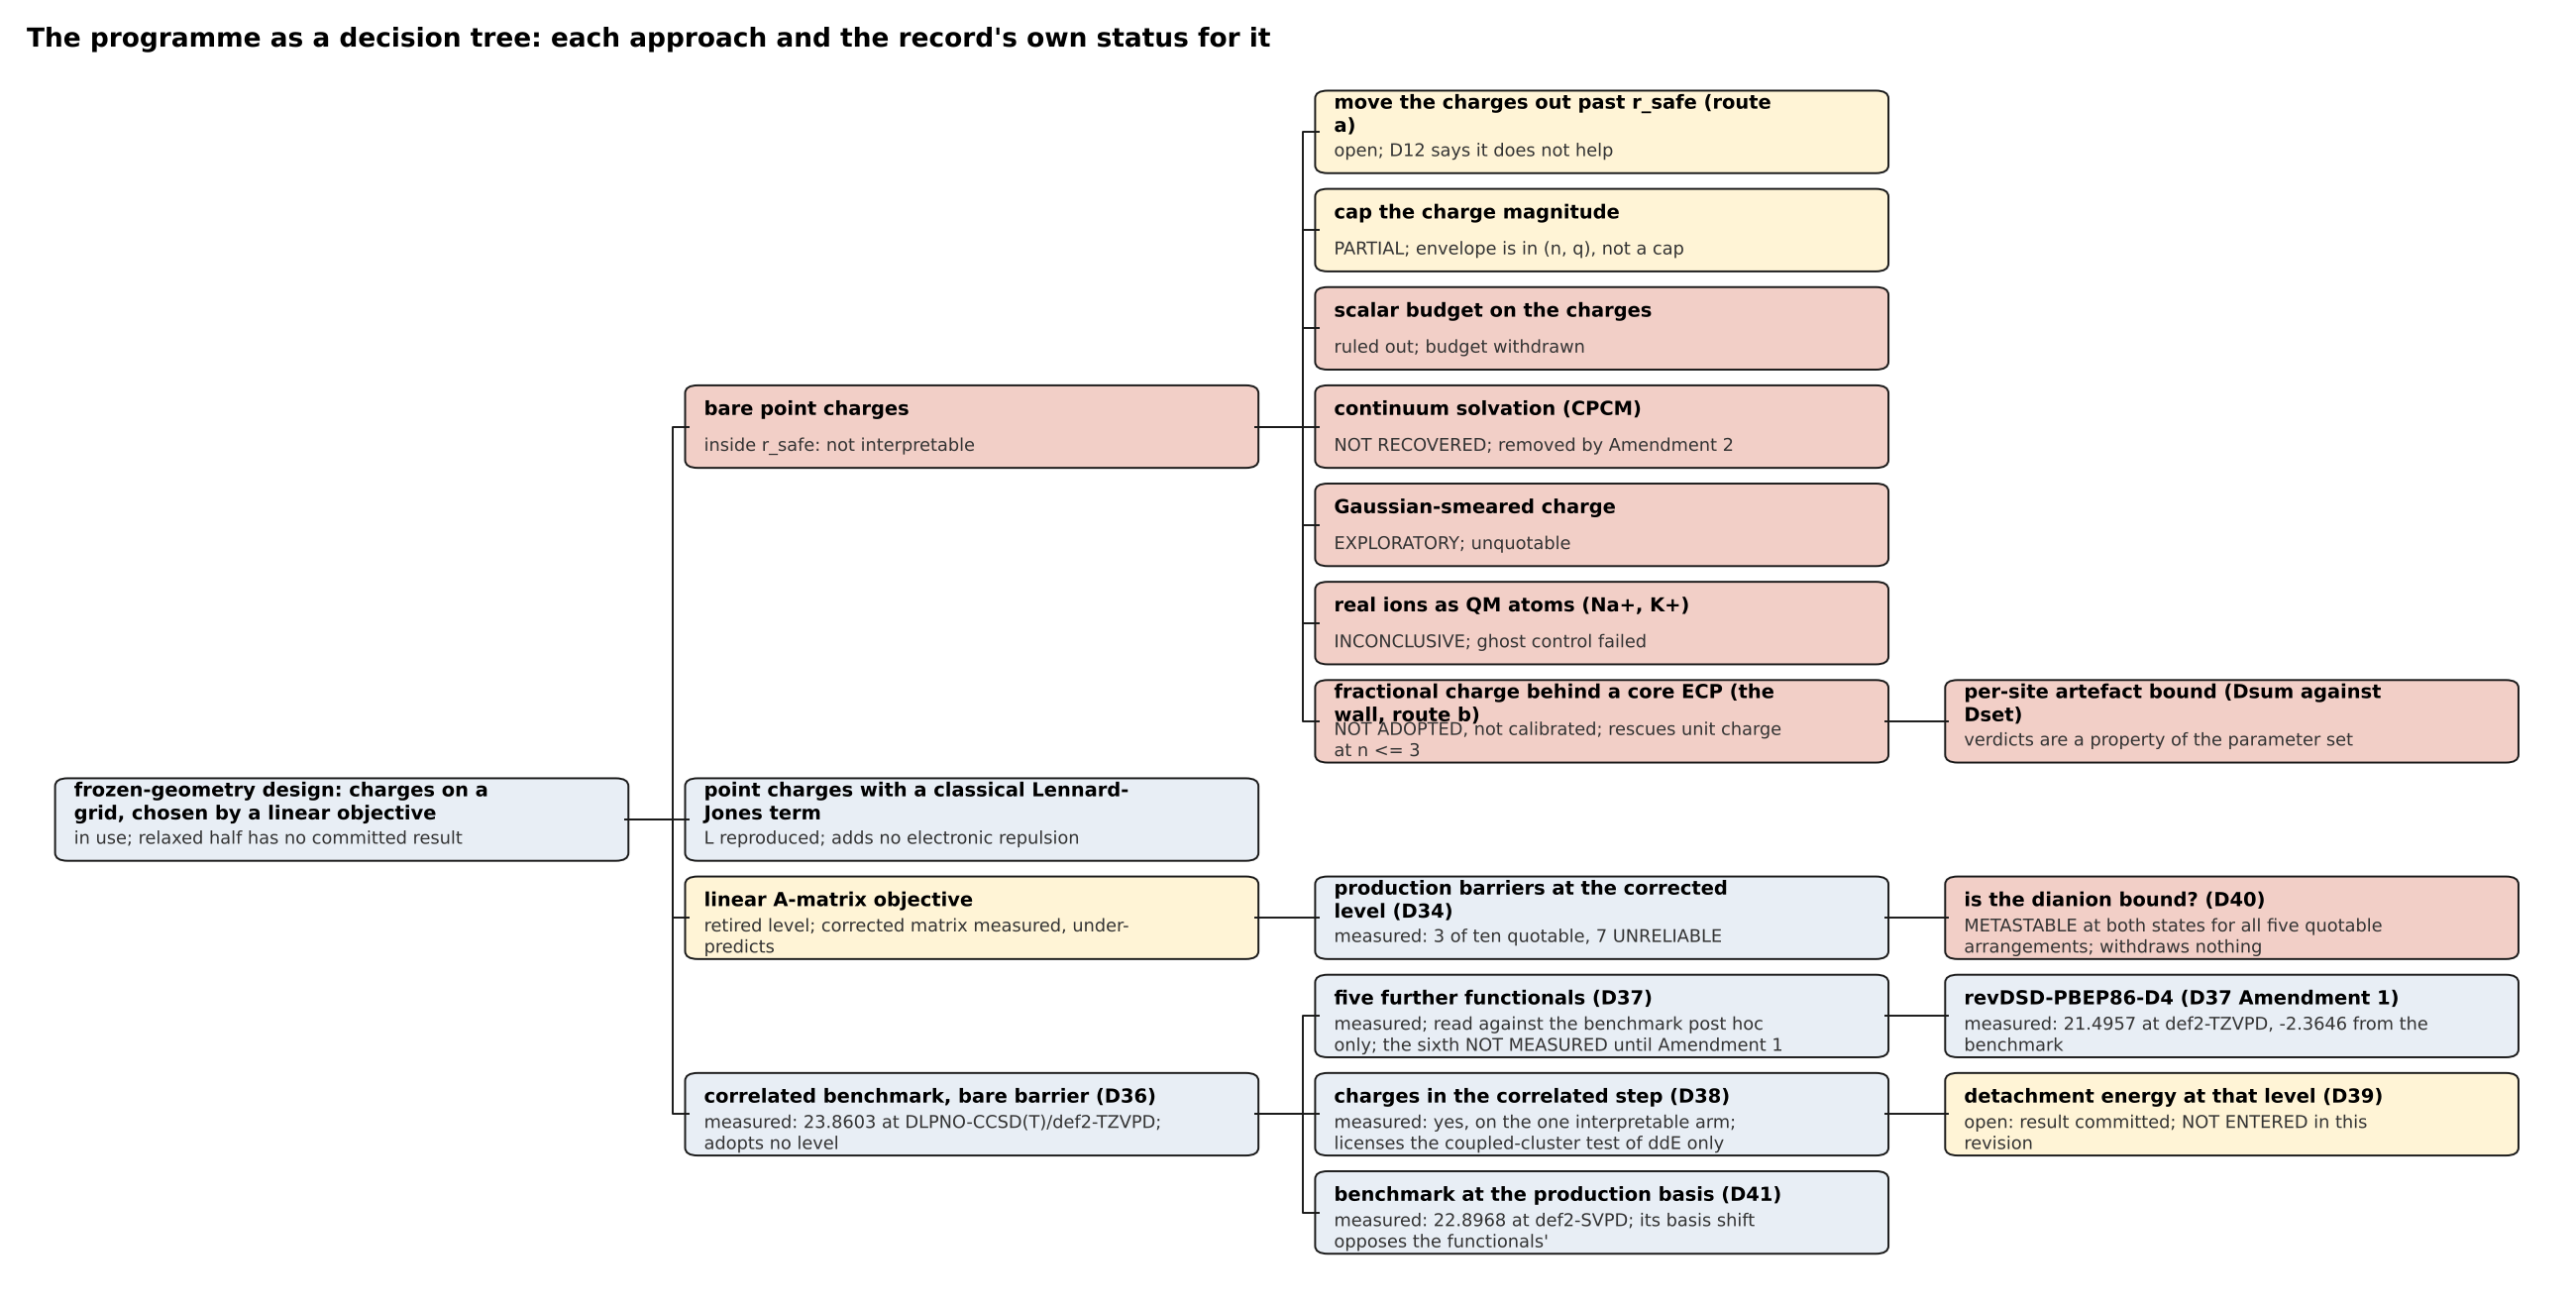 The programme as a decision tree: each approach and the record's own status for it
move the charges out past r_safe (route
a)
open; D12 says it does not help
cap the charge magnitude
PARTIAL; envelope is in (n, q), not a cap
scalar budget on the charges
ruled out; budget withdrawn
bare point charges
inside r_safe: not interpretable
continuum solvation (CPCM)
NOT RECOVERED; removed by Amendment 2
Gaussian-smeared charge
EXPLORATORY; unquotable
real ions as QM atoms (Na+, K+)
INCONCLUSIVE; ghost control failed
fractional charge behind a core ECP (the
wall, route b)
NOT ADOPTED, not calibrated; rescues unit charge
at n <= 3
per-site artefact bound (Dsum against
Dset)
verdicts are a property of the parameter set
frozen-geometry design: charges on a
grid, chosen by a linear objective
in use; relaxed half has no committed result
point charges with a classical Lennard-
Jones term
L reproduced; adds no electronic repulsion
linear A-matrix objective
retired level; corrected matrix measured, under-
predicts
production barriers at the corrected
level (D34)
measured: 3 of ten quotable, 7 UNRELIABLE
is the dianion bound? (D40)
METASTABLE at both states for all five quotable
arrangements; withdraws nothing
five further functionals (D37)
measured; read against the benchmark post hoc
only; the sixth NOT MEASURED until Amendment 1
revDSD-PBEP86-D4 (D37 Amendment 1)
measured: 21.4957 at def2-TZVPD, -2.3646 from the
benchmark
correlated benchmark, bare barrier (D36)
measured: 23.8603 at DLPNO-CCSD(T)/def2-TZVPD;
adopts no level
charges in the correlated step (D38)
measured: yes, on the one interpretable arm;
licenses the coupled-cluster test of ddE only
detachment energy at that level (D39)
open: result committed; NOT ENTERED in this
revision
benchmark at the production basis (D41)
measured: 22.8968 at def2-SVPD; its basis shift
opposes the functionals'